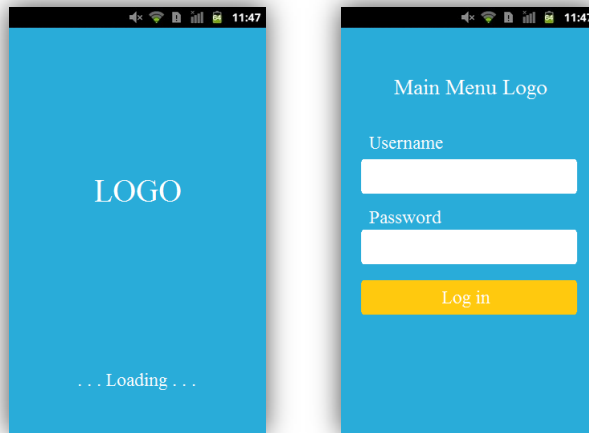 11:47
LOGO
. . . Loading . . .
11:47
Main Menu Logo
Username
Password
Log in